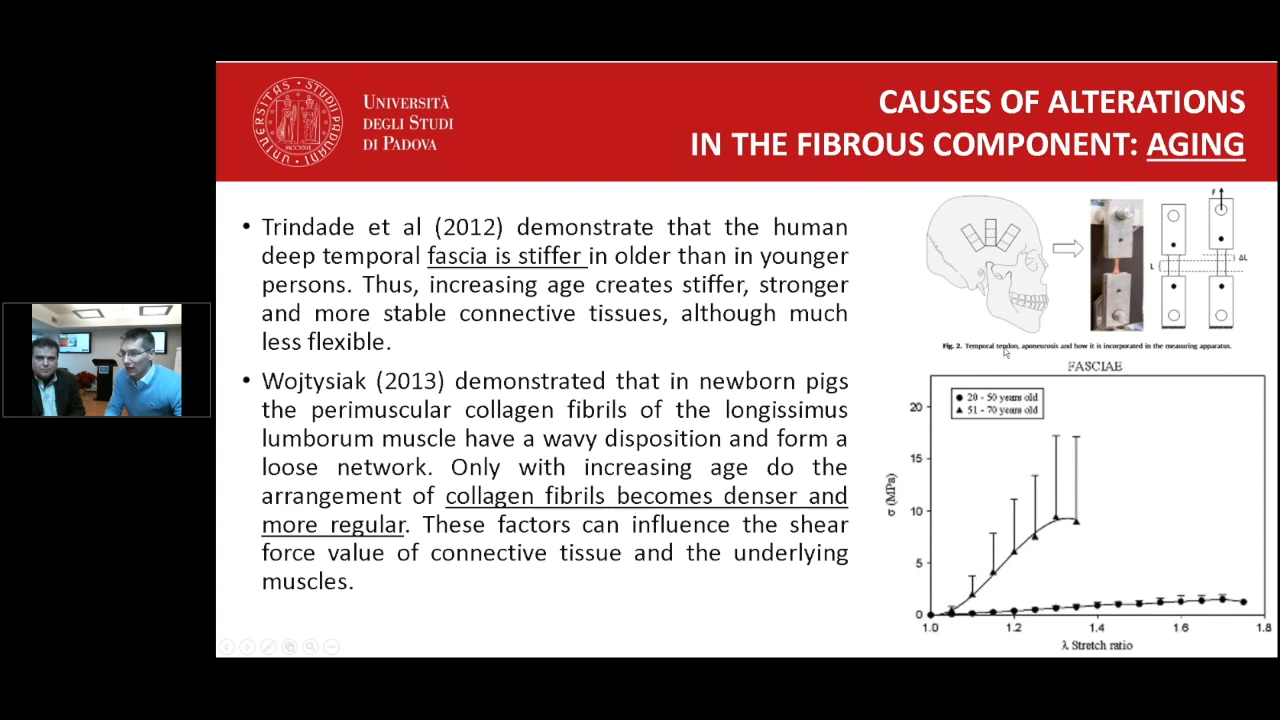 UNIVERSITÀ
DEGLI STUDI
DI PADOVA
UNIVERSITAS • STUDII PADUANI •
MCCXXII
CAUSES OF ALTERATIONS
IN THE FIBROUS COMPONENT: AGING
• Trindade et al (2012) demonstrate that the human
deep temporal fascia is stiffer in older than in younger
persons. Thus, increasing age creates stiffer, stronger
and more stable connective tissues, although much
less flexible.
• Wojtysiak (2013) demonstrated that in newborn pigs
the perimuscular collagen fibrils of the longissimus
lumborum muscle have a wavy disposition and form a
loose network. Only with increasing age do the
arrangement of collagen fibrils becomes denser and
more regular. These factors can influence the shear
force value of connective tissue and the underlying
muscles.
F
L
ΔL
Fig. 2. Temporal tendon, aponeurosis and how it is incorporated in the measuring apparatus.
FASCIAE
20 - 50 years old
51 - 70 years old
σ (MPa)
20
15
10
5
0
1.0 1.2 1.4 1.6 1.8
λ Stretch ratio